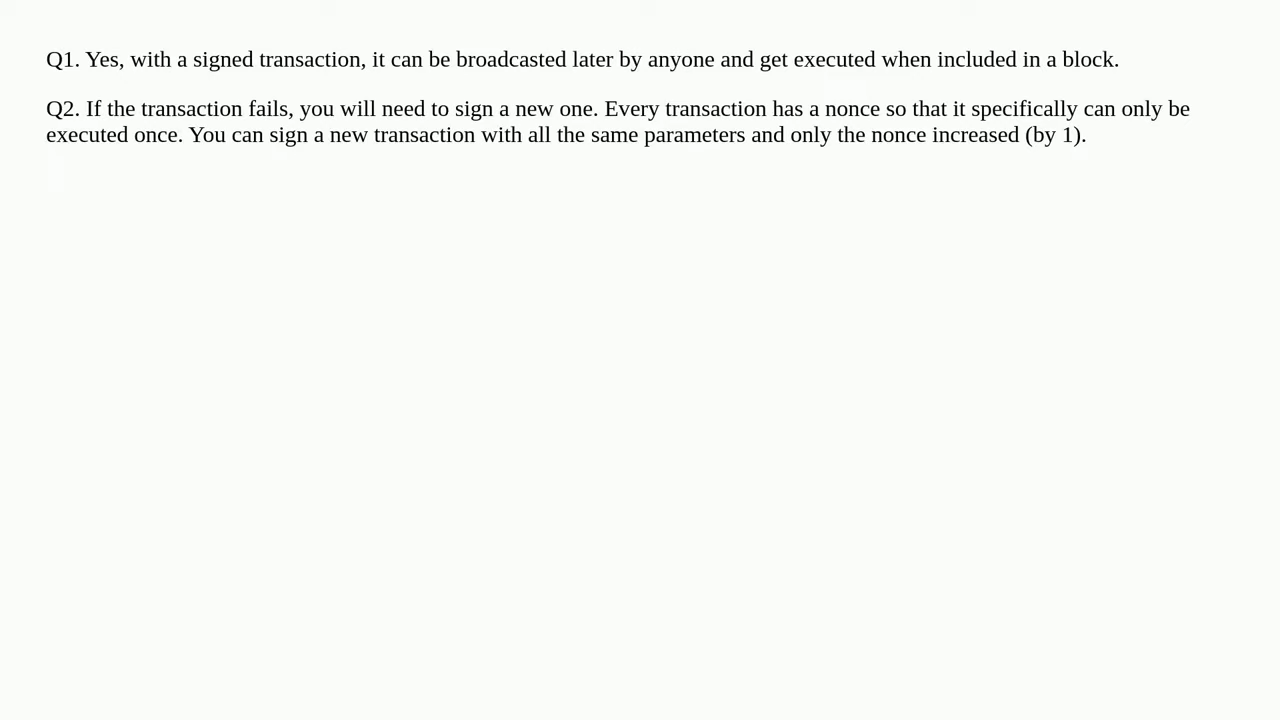 Q1. Yes, with a signed transaction, it can be broadcasted later by anyone and get executed when included in a block.
Q2. If the transaction fails, you will need to sign a new one. Every transaction has a nonce so that it specifically can only be
executed once. You can sign a new transaction with all the same parameters and only the nonce increased (by 1).